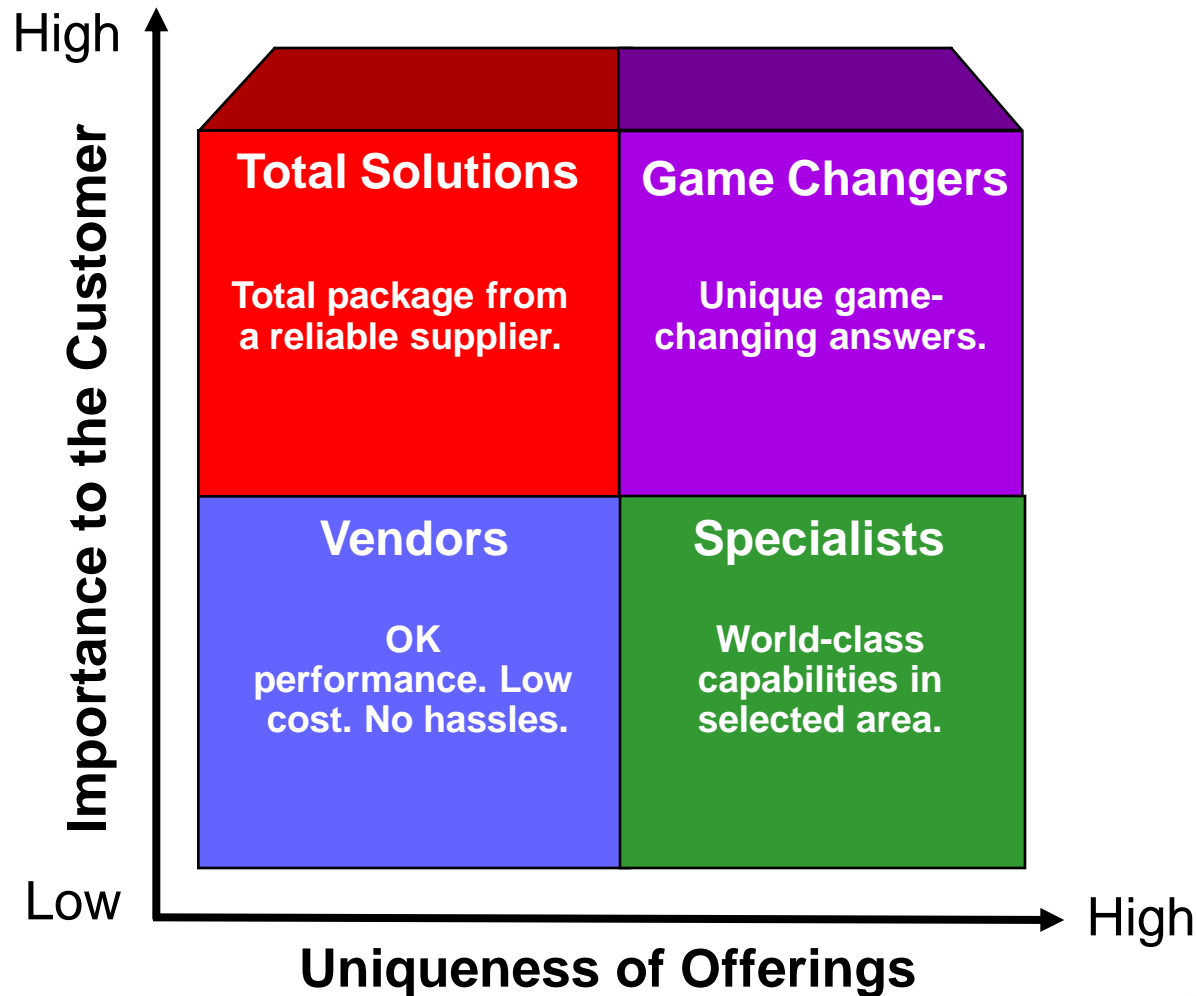 High
Importance to the Customer
Total Solutions
Total package from
a reliable supplier.
Game Changers
Unique game-
changing answers.
Vendors
OK
performance. Low
cost. No hassles.
Specialists
World-class
capabilities in
selected area.
Low
High
Uniqueness of Offerings